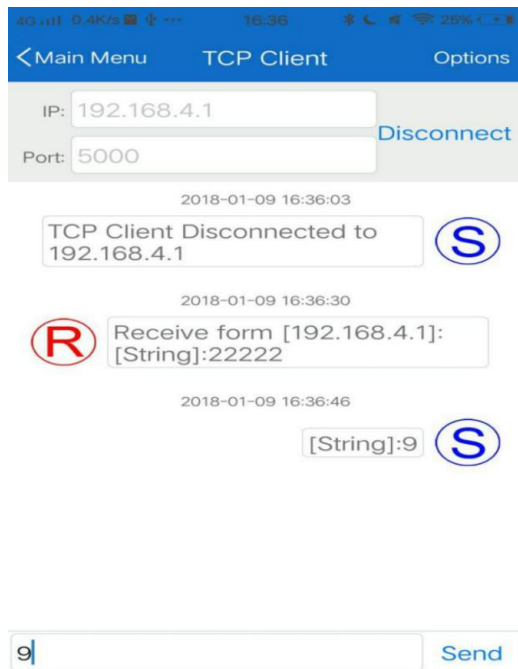 4G 0.4K/s ... 16:36 25%
Main Menu TCP Client Options
IP: 192.168.4.1
Disconnect
Port: 5000
2018-01-09 16:36:03
TCP Client Disconnected to
192.168.4.1
S
2018-01-09 16:36:30
R
Receive form [192.168.4.1]:
[String]:22222
2018-01-09 16:36:46
[String]:9
S
9
Send